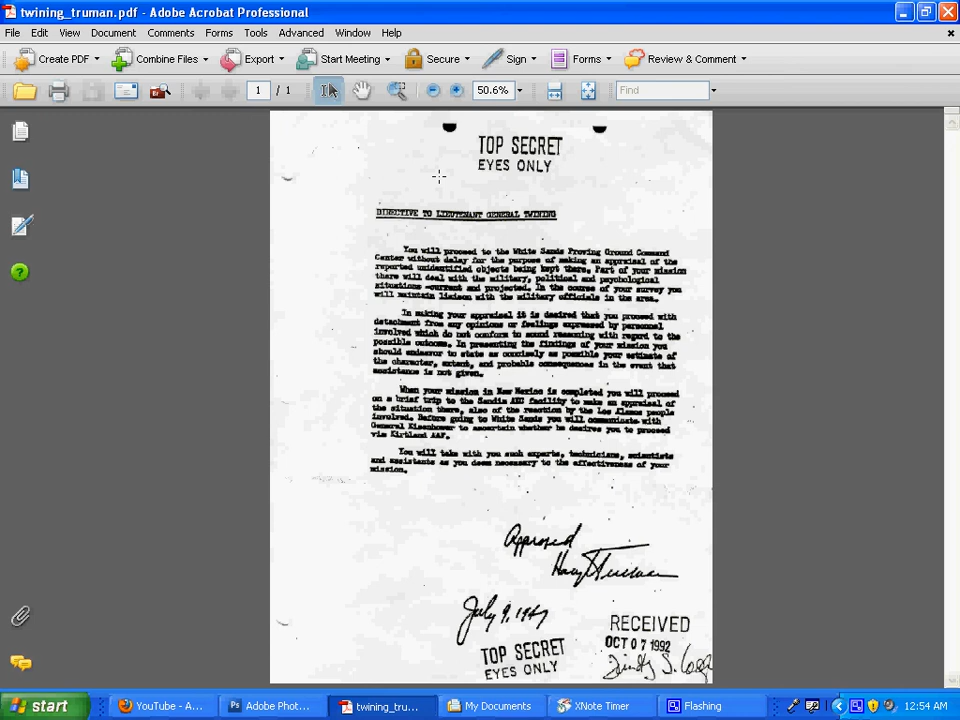 twining_truman.pdf - Adobe Acrobat Professional
File Edit View Document Comments Forms Tools Advanced Window Help
Create PDF Combine Files Export Start Meeting Secure Sign Forms Review & Comment
1 / 1 50.6% Find
TOP SECRET
EYES ONLY
DIRECTIVE TO LIEUTENANT GENERAL TWINING
You will proceed to the White Sands Proving Ground Command
Center without delay for the purpose of making an appraisal of the
reported unidentified objects being kept there. Part of your mission
there will deal with the military, political and psychological
situations -current and projected. In the course of your survey you
will maintain liaison with the military officials in the area.
In making your appraisal it is desired that you proceed with
detachment from any opinions or feelings expressed by personnel
involved which do not conform to sound reasoning with regard to the
possible outcome. In presenting the findings of your mission you
should endeavor to state as concisely as possible your estimate of
the character, extent, and probable consequences in the event that
assistance is not given.
When your mission in New Mexico is completed you will proceed
on a brief trip to the Sandia AEC facility to make an appraisal of
the situation there, also of the reaction by the Los Alamos people
involved. Before going to White Sands you will communicate with
General Eisenhower to ascertain whether he desires you to proceed
via Kirtland AAF.
You will take with you such experts, technicians, scientists
and assistants as you deem necessary to the effectiveness of your
mission.
Approved
Harry S Truman
July 9, 1947
RECEIVED
OCT 07 1992
TOP SECRET
EYES ONLY
start YouTube - A... Adobe Phot... twining_tru... My Documents XNote Timer Flashing 12:54 AM